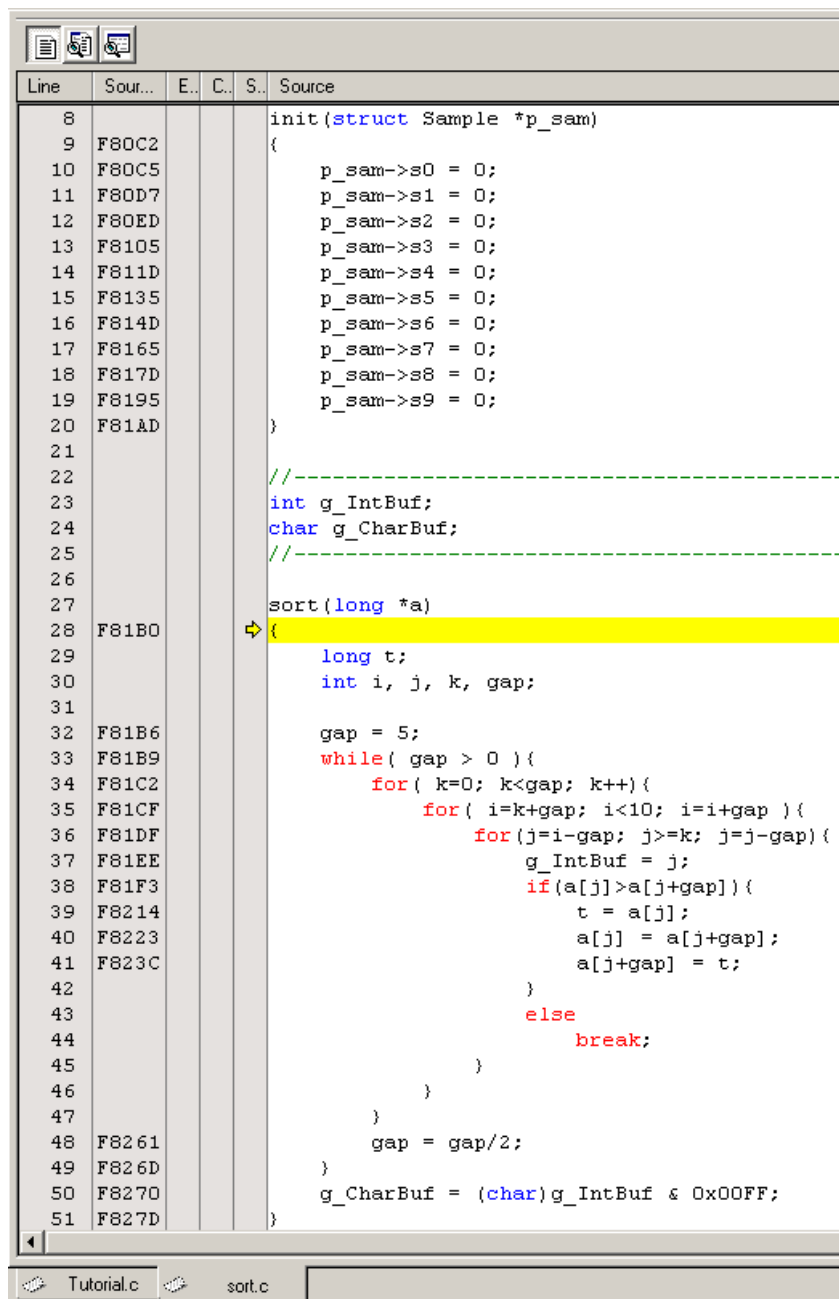 Line Sour... E.. C.. S.. Source
8 init(struct Sample *p_sam)
9 F80C2 {
10 F80C5 p_sam->s0 = 0;
11 F80D7 p_sam->s1 = 0;
12 F80ED p_sam->s2 = 0;
13 F8105 p_sam->s3 = 0;
14 F811D p_sam->s4 = 0;
15 F8135 p_sam->s5 = 0;
16 F814D p_sam->s6 = 0;
17 F8165 p_sam->s7 = 0;
18 F817D p_sam->s8 = 0;
19 F8195 p_sam->s9 = 0;
20 F81AD }
21
22 //--------------------------------------------
23 int g_IntBuf;
24 char g_CharBuf;
25 //--------------------------------------------
26
27 sort(long *a)
28 F81B0 {
29 long t;
30 int i, j, k, gap;
31
32 F81B6 gap = 5;
33 F81B9 while( gap > 0 ){
34 F81C2 for( k=0; k<gap; k++){
35 F81CF for( i=k+gap; i<10; i=i+gap ){
36 F81DF for(j=i-gap; j>=k; j=j-gap){
37 F81EE g_IntBuf = j;
38 F81F3 if(a[j]>a[j+gap]){
39 F8214 t = a[j];
40 F8223 a[j] = a[j+gap];
41 F823C a[j+gap] = t;
42 }
43 else
44 break;
45 }
46 }
47 }
48 F8261 gap = gap/2;
49 F826D }
50 F8270 g_CharBuf = (char)g_IntBuf & 0x00FF;
51 F827D }
Tutorial.c sort.c